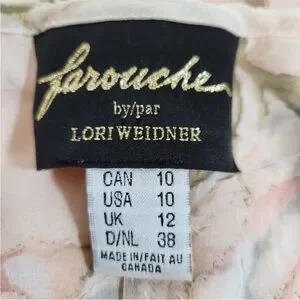 farouche
by/par
LORI WEIDNER
CAN 10
USA 10
UK 12
D/NL 38
MADE IN/FAIT AU
CANADA